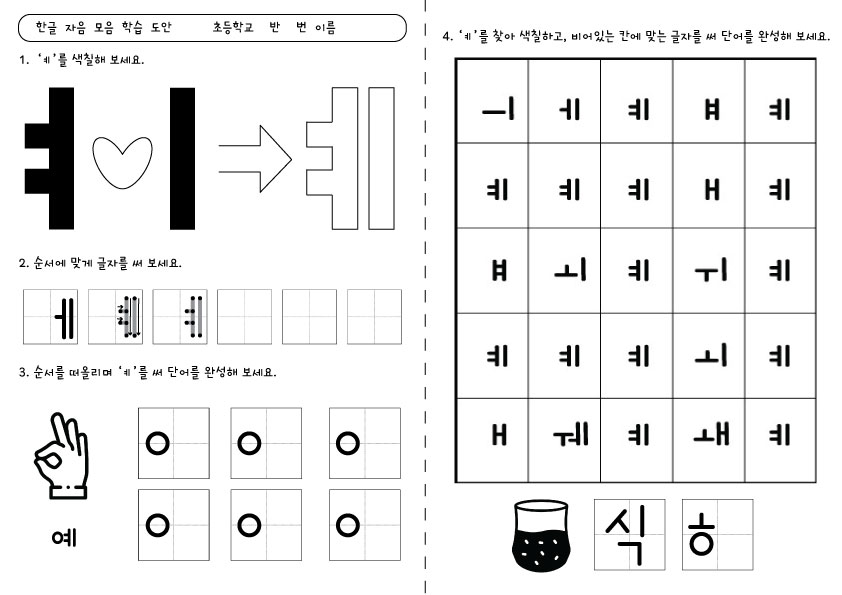 한글 자음 모음 학습 도안 초등학교 반 번 이름
1. 'ㅖ'를 색칠해 보세요.
2. 순서에 맞게 글자를 써 보세요.
ㅔ ㅖ ㅖ
3. 순서를 떠올리며 'ㅖ'를 써 단어를 완성해 보세요.
ㅇ ㅇ ㅇ
예
ㅇ ㅇ ㅇ
4. 'ㅖ'를 찾아 색칠하고, 비어있는 칸에 맞는 글자를 써 단어를 완성해 보세요.
ㅢ ㅔ ㅖ ㅒ ㅖ
ㅖ ㅖ ㅖ ㅐ ㅖ
ㅒ ㅚ ㅖ ㅟ ㅖ
ㅖ ㅖ ㅖ ㅚ ㅖ
ㅐ ㅞ ㅖ ㅙ ㅖ
식 ㅎ